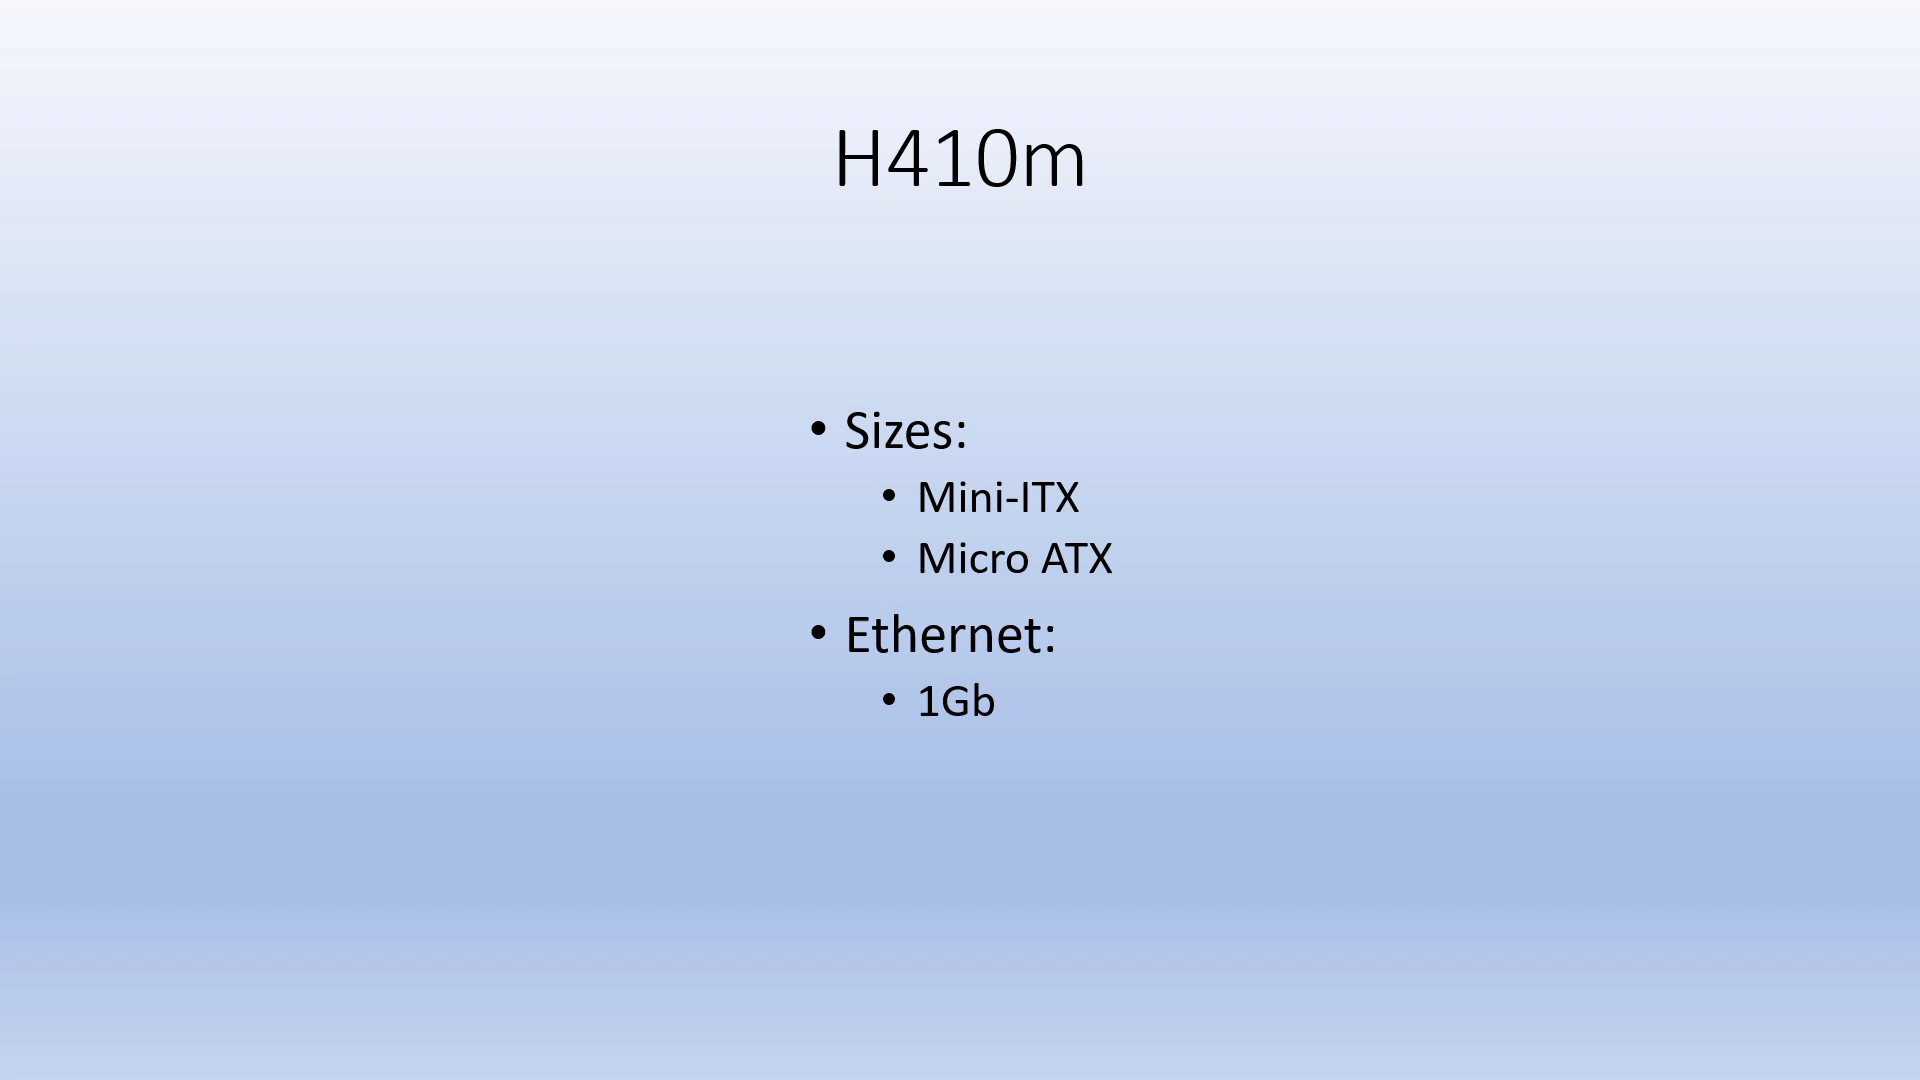 H410m
• Sizes:
• Mini-ITX
• Micro ATX
• Ethernet:
• 1Gb